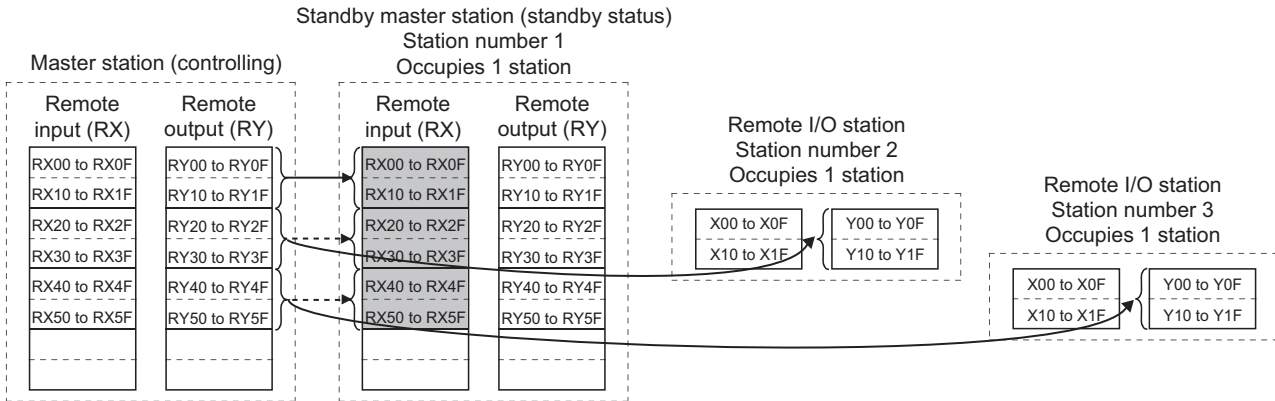 Standby master station (standby status)
Station number 1
Occupies 1 station
Master station (controlling)
Remote input (RX)
Remote output (RY)
RX00 to RX0F
RX10 to RX1F
RX20 to RX2F
RX30 to RX3F
RX40 to RX4F
RX50 to RX5F
RY00 to RY0F
RY10 to RY1F
RY20 to RY2F
RY30 to RY3F
RY40 to RY4F
RY50 to RY5F
Remote input (RX)
Remote output (RY)
RX00 to RX0F
RX10 to RX1F
RX20 to RX2F
RX30 to RX3F
RX40 to RX4F
RX50 to RX5F
RY00 to RY0F
RY10 to RY1F
RY20 to RY2F
RY30 to RY3F
RY40 to RY4F
RY50 to RY5F
Remote I/O station
Station number 2
Occupies 1 station
X00 to X0F
X10 to X1F
Y00 to Y0F
Y10 to Y1F
Remote I/O station
Station number 3
Occupies 1 station
X00 to X0F
X10 to X1F
Y00 to Y0F
Y10 to Y1F